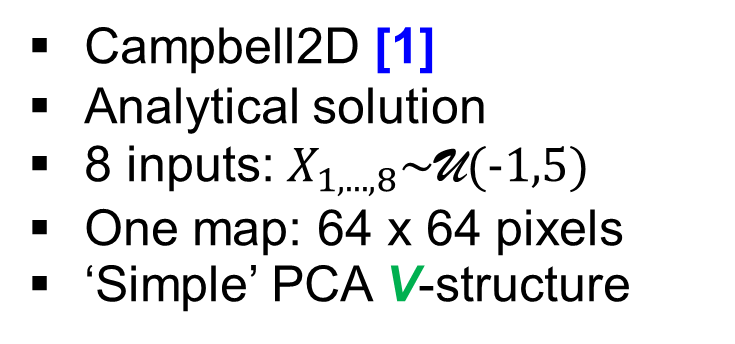 ▪ Campbell2D [1]
▪ Analytical solution
▪ 8 inputs: X₁,...,₈~𝒰(-1,5)
▪ One map: 64 x 64 pixels
▪ ‘Simple’ PCA V-structure